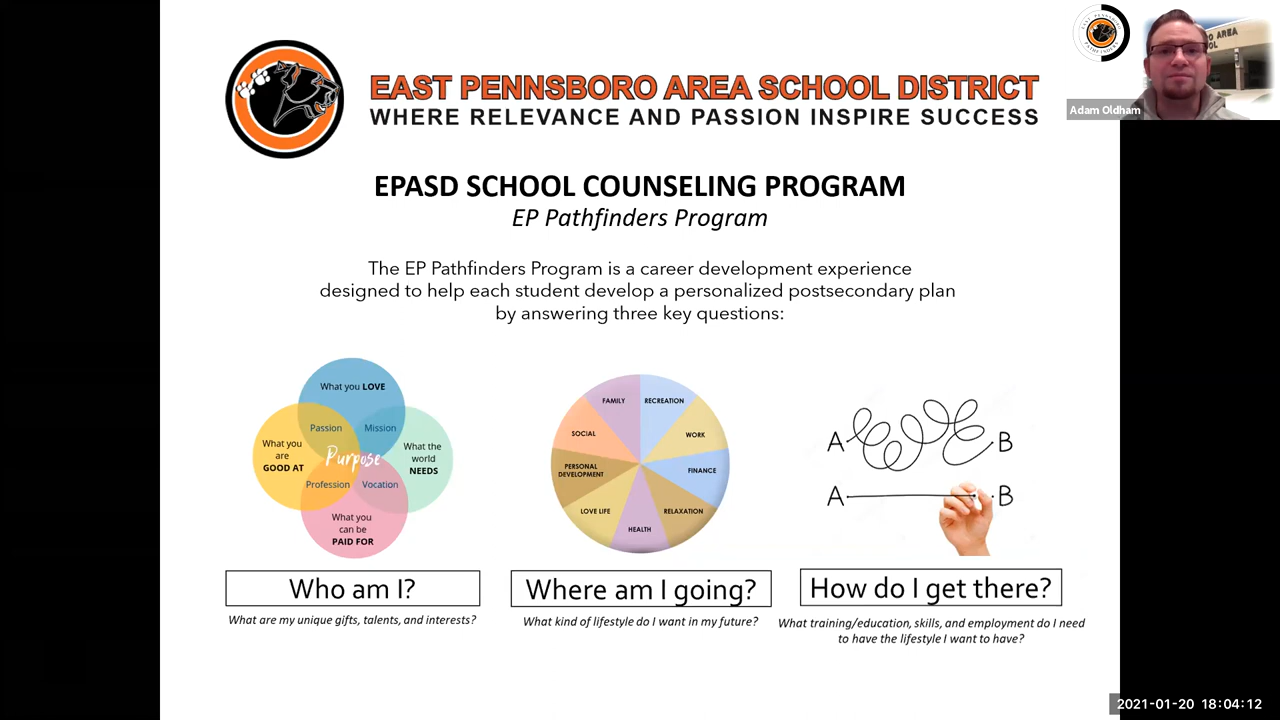 EAST PENNSBORO AREA SCHOOL DISTRICT
WHERE RELEVANCE AND PASSION INSPIRE SUCCESS
EAST PENNSBORO
PATHFINDERS
RO AREA
OOL
Adam Oldham
EPASD SCHOOL COUNSELING PROGRAM
EP Pathfinders Program
The EP Pathfinders Program is a career development experience
designed to help each student develop a personalized postsecondary plan
by answering three key questions:
What you LOVE
Passion
Mission
What you
are
GOOD AT
Purpose
What the
world
NEEDS
Profession
Vocation
What you
can be
PAID FOR
FAMILY
RECREATION
SOCIAL
WORK
PERSONAL
DEVELOPMENT
FINANCE
LOVE LIFE
RELAXATION
HEALTH
A
B
A
B
Who am I?
What are my unique gifts, talents, and interests?
Where am I going?
What kind of lifestyle do I want in my future?
How do I get there?
What training/education, skills, and employment do I need
to have the lifestyle I want to have?
2021-01-20 18:04:12